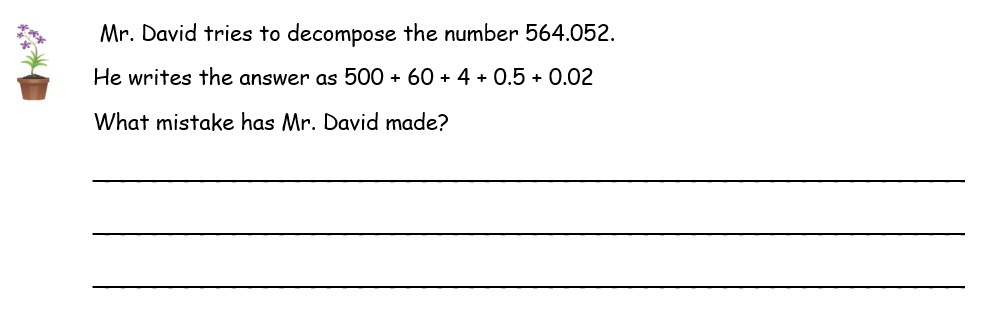 Mr. David tries to decompose the number 564.052.
He writes the answer as 500 + 60 + 4 + 0.5 + 0.02
What mistake has Mr. David made?